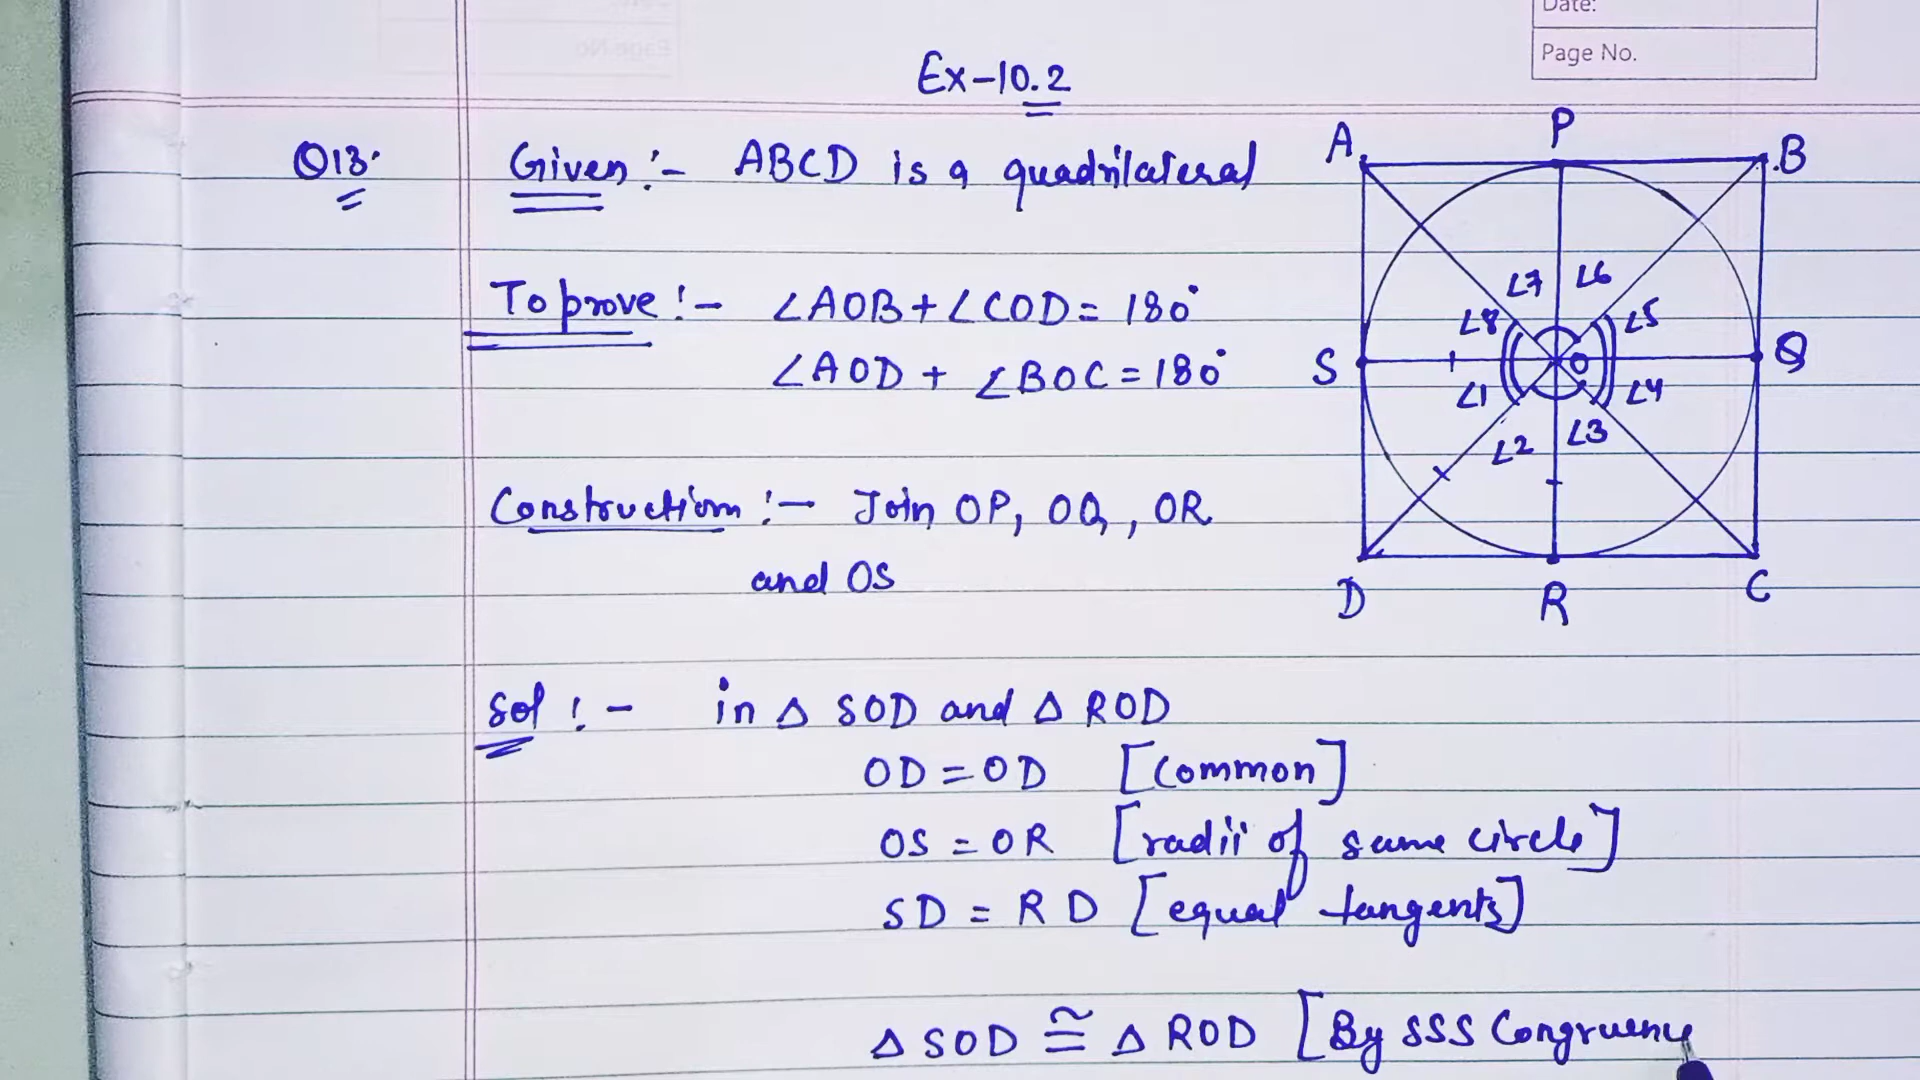 Date:
Page No.
Ex-10.2
Q13. Given :- ABCD is a quadrilateral
To prove :- ∠AOB + ∠COD = 180°
∠AOD + ∠BOC = 180°
Construction :- Join OP, OQ, OR
and OS
A P B
∠7 ∠6
∠8 ∠5
S O Q
∠1 ∠4
∠2 ∠3
D R C
Sol :- in Δ SOD and Δ ROD
OD = OD [Common]
OS = OR [radii of same circle]
SD = RD [equal tangents]
Δ SOD ≅ Δ ROD [By SSS Congruency